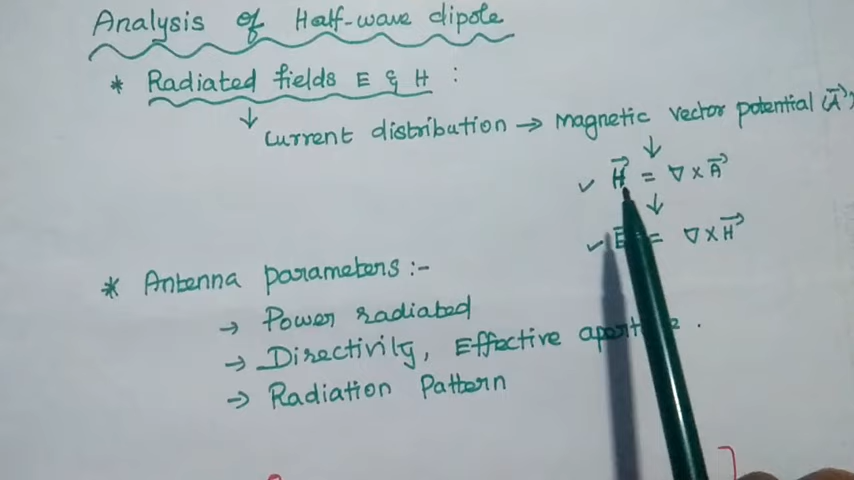 Analysis of Half-wave dipole
* Radiated fields E & H :
↓ Current distribution → Magnetic vector potential (A⃗)
↓
✓ H⃗ = ∇ × A⃗
↓
✓ E = ∇ × H⃗
* Antenna parameters :-
→ Power radiated
→ Directivity, Effective aperture.
→ Radiation Pattern